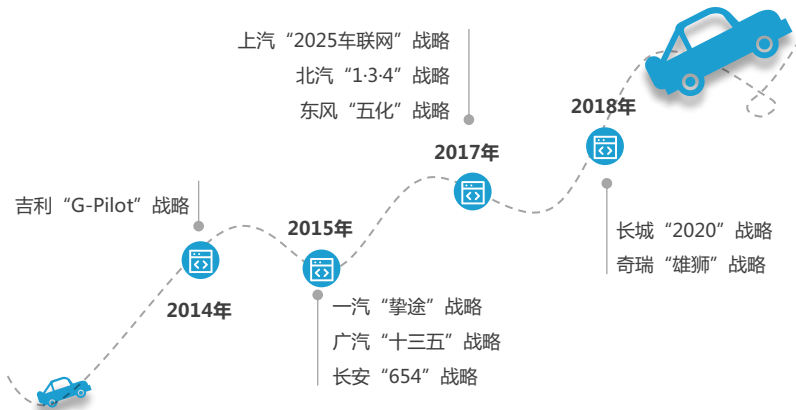 吉利“G-Pilot”战略
2014年
2015年
一汽“挚途”战略
广汽“十三五”战略
长安“654”战略
上汽“2025车联网”战略
北汽“1·3·4”战略
东风“五化”战略
2017年
2018年
长城“2020”战略
奇瑞“雄狮”战略